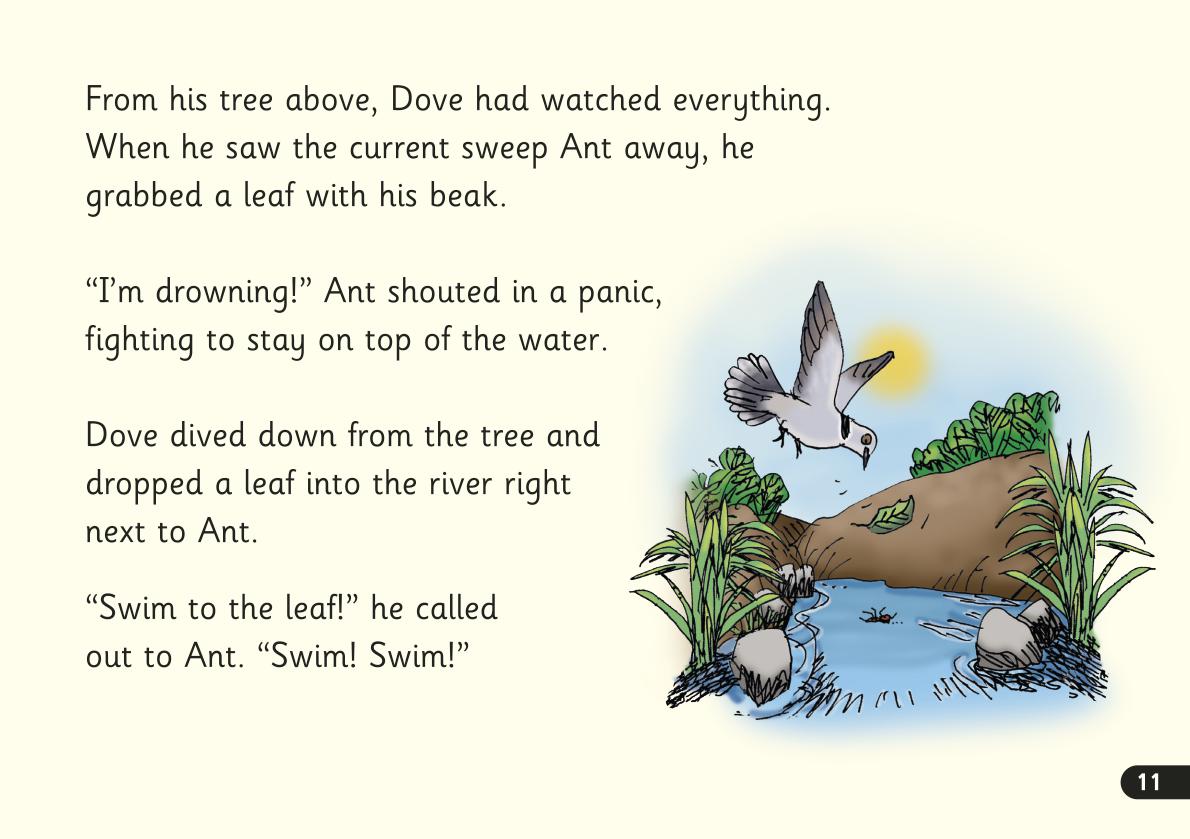 From his tree above, Dove had watched everything.
When he saw the current sweep Ant away, he
grabbed a leaf with his beak.
“I’m drowning!” Ant shouted in a panic,
fighting to stay on top of the water.
Dove dived down from the tree and
dropped a leaf into the river right
next to Ant.
“Swim to the leaf!” he called
out to Ant. “Swim! Swim!”
11